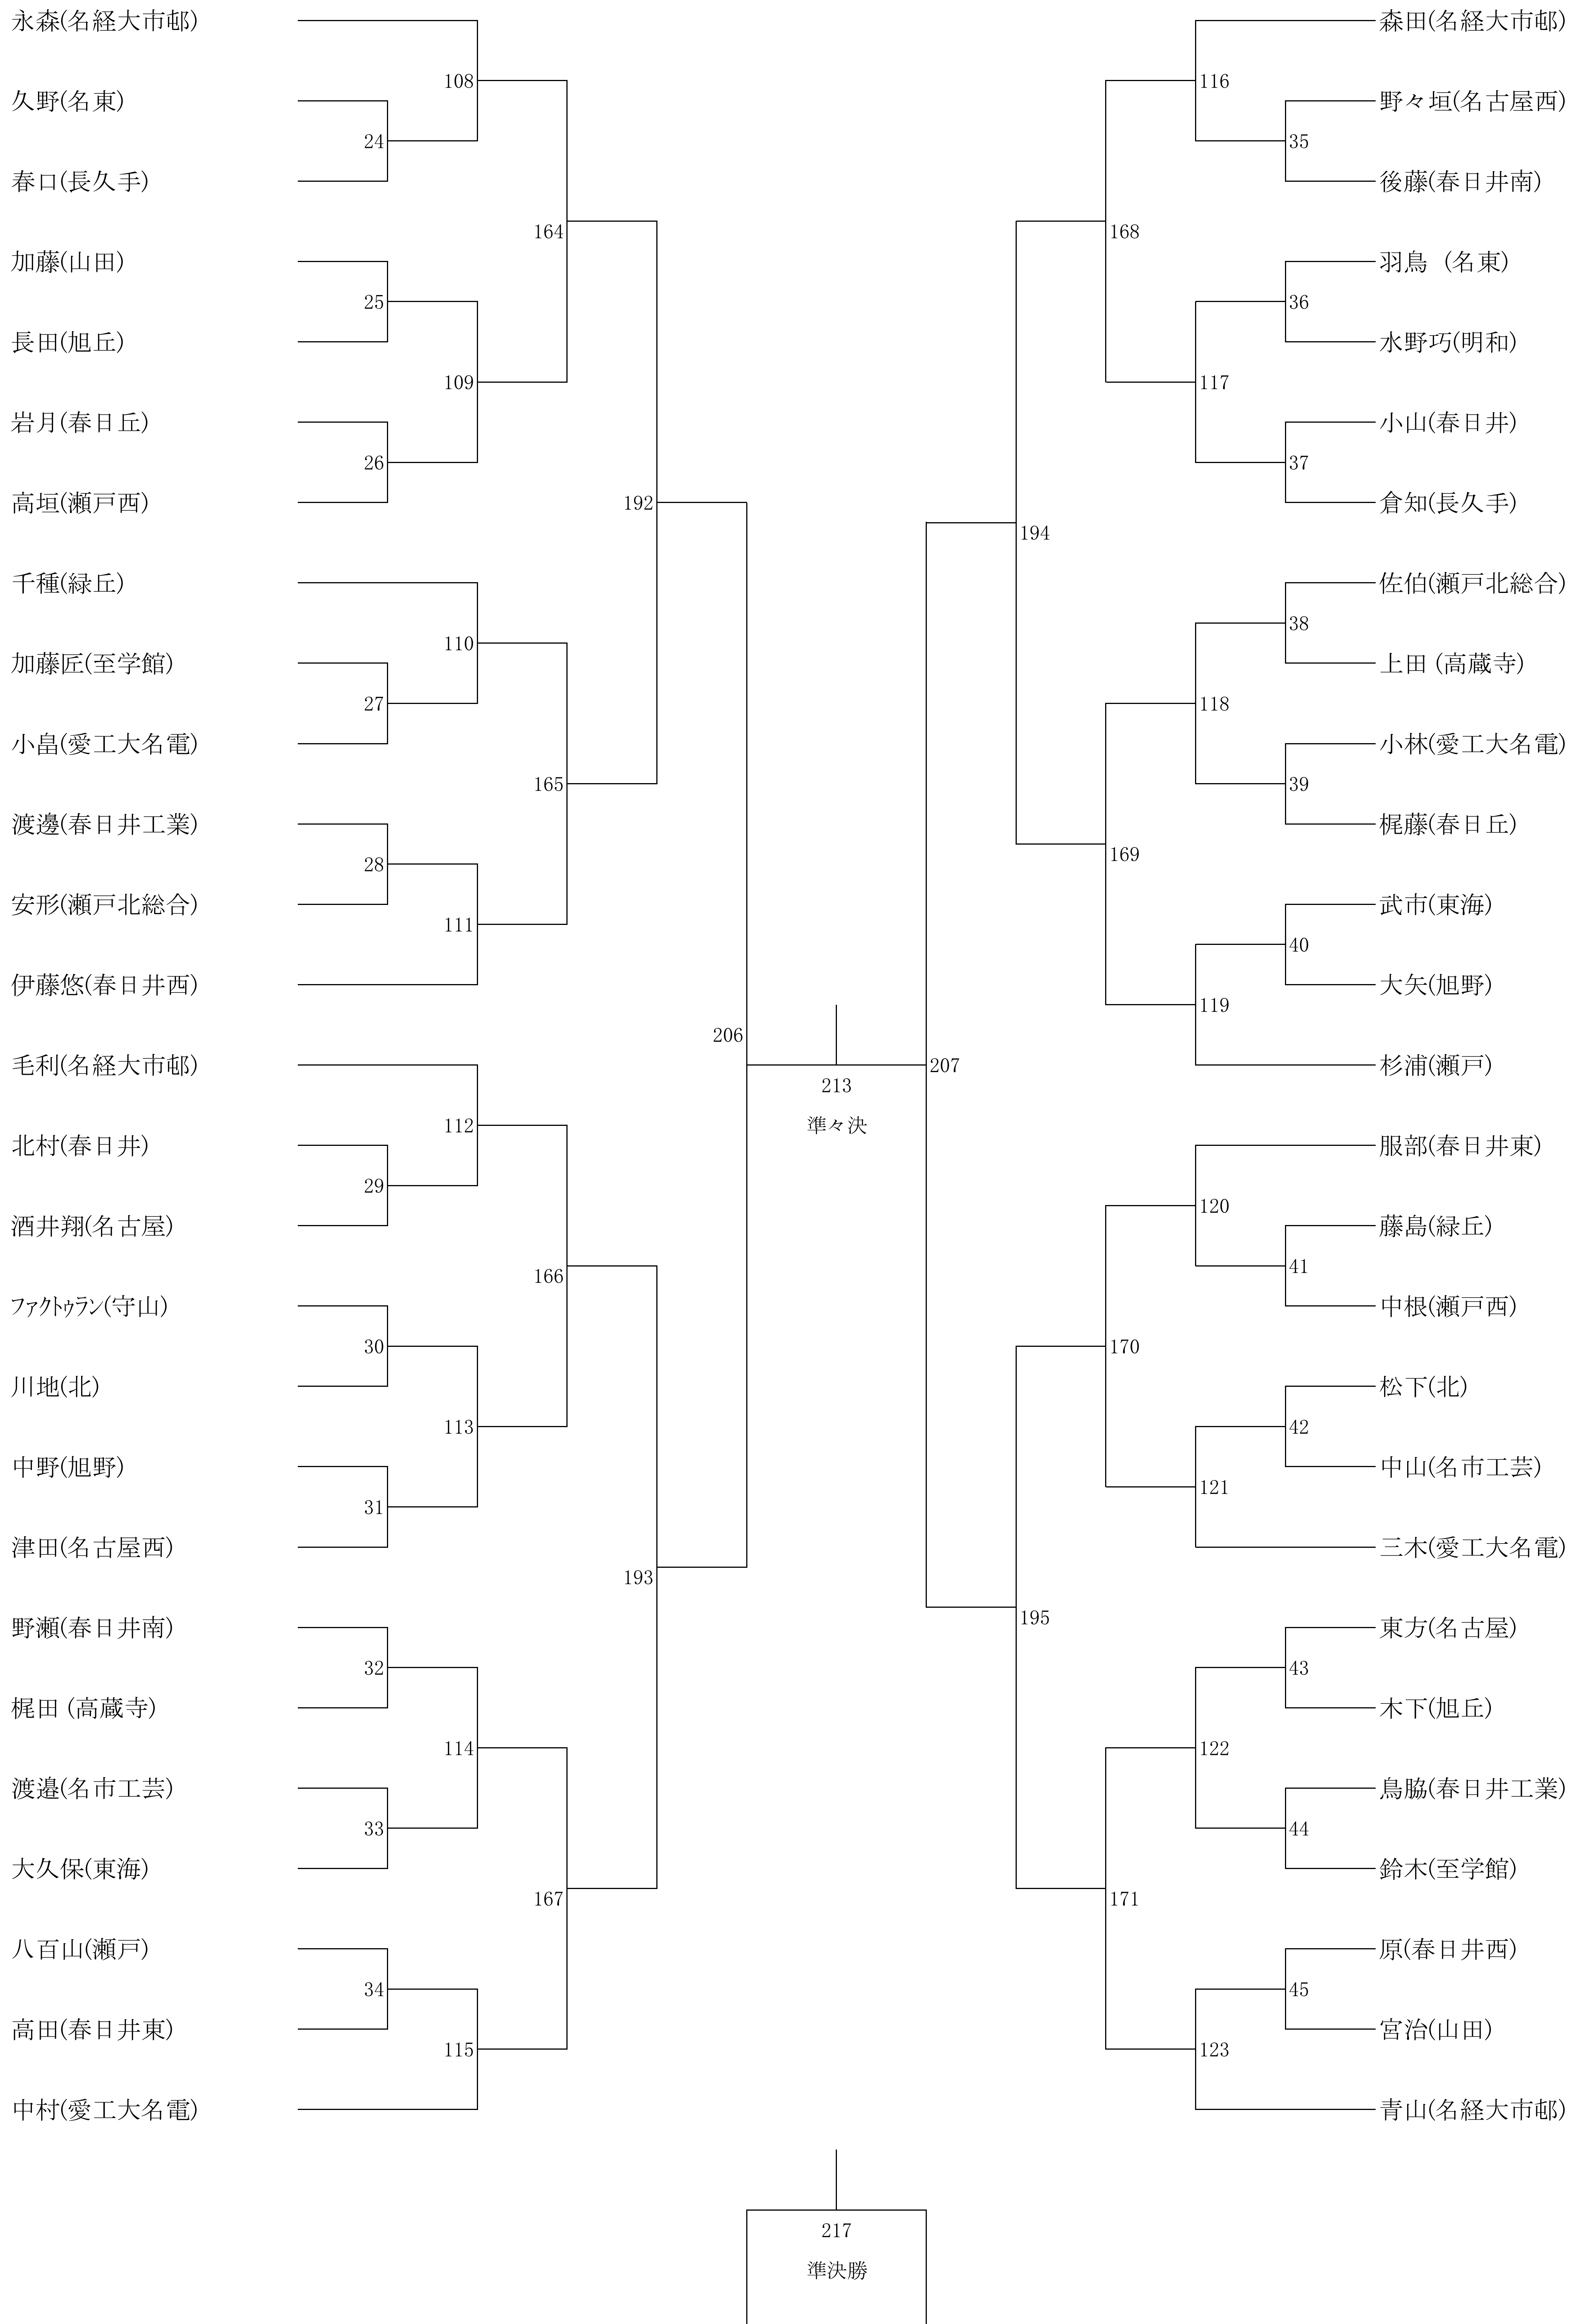 永森(名経大市邨)
久野(名東)
春口(長久手)
加藤(山田)
長田(旭丘)
岩月(春日丘)
高垣(瀬戸西)
千種(緑丘)
加藤匠(至学館)
小畠(愛工大名電)
渡邊(春日井工業)
安形(瀬戸北総合)
伊藤悠(春日井西)
毛利(名経大市邨)
北村(春日井)
酒井翔(名古屋)
ファクトゥラン(守山)
川地(北)
中野(旭野)
津田(名古屋西)
野瀬(春日井南)
梶田 (高蔵寺)
渡邉(名市工芸)
大久保(東海)
八百山(瀬戸)
高田(春日井東)
中村(愛工大名電)
24
25
26
27
28
29
30
31
32
33
34
108
109
110
111
112
113
114
115
164
165
166
167
192
193
206
213
準々決
207
194
195
168
169
170
171
116
117
118
119
120
121
122
123
35
36
37
38
39
40
41
42
43
44
45
森田(名経大市邨)
野々垣(名古屋西)
後藤(春日井南)
羽鳥 (名東)
水野巧(明和)
小山(春日井)
倉知(長久手)
佐伯(瀬戸北総合)
上田 (高蔵寺)
小林(愛工大名電)
梶藤(春日丘)
武市(東海)
大矢(旭野)
杉浦(瀬戸)
服部(春日井東)
藤島(緑丘)
中根(瀬戸西)
松下(北)
中山(名市工芸)
三木(愛工大名電)
東方(名古屋)
木下(旭丘)
鳥脇(春日井工業)
鈴木(至学館)
原(春日井西)
宮治(山田)
青山(名経大市邨)
217
準決勝